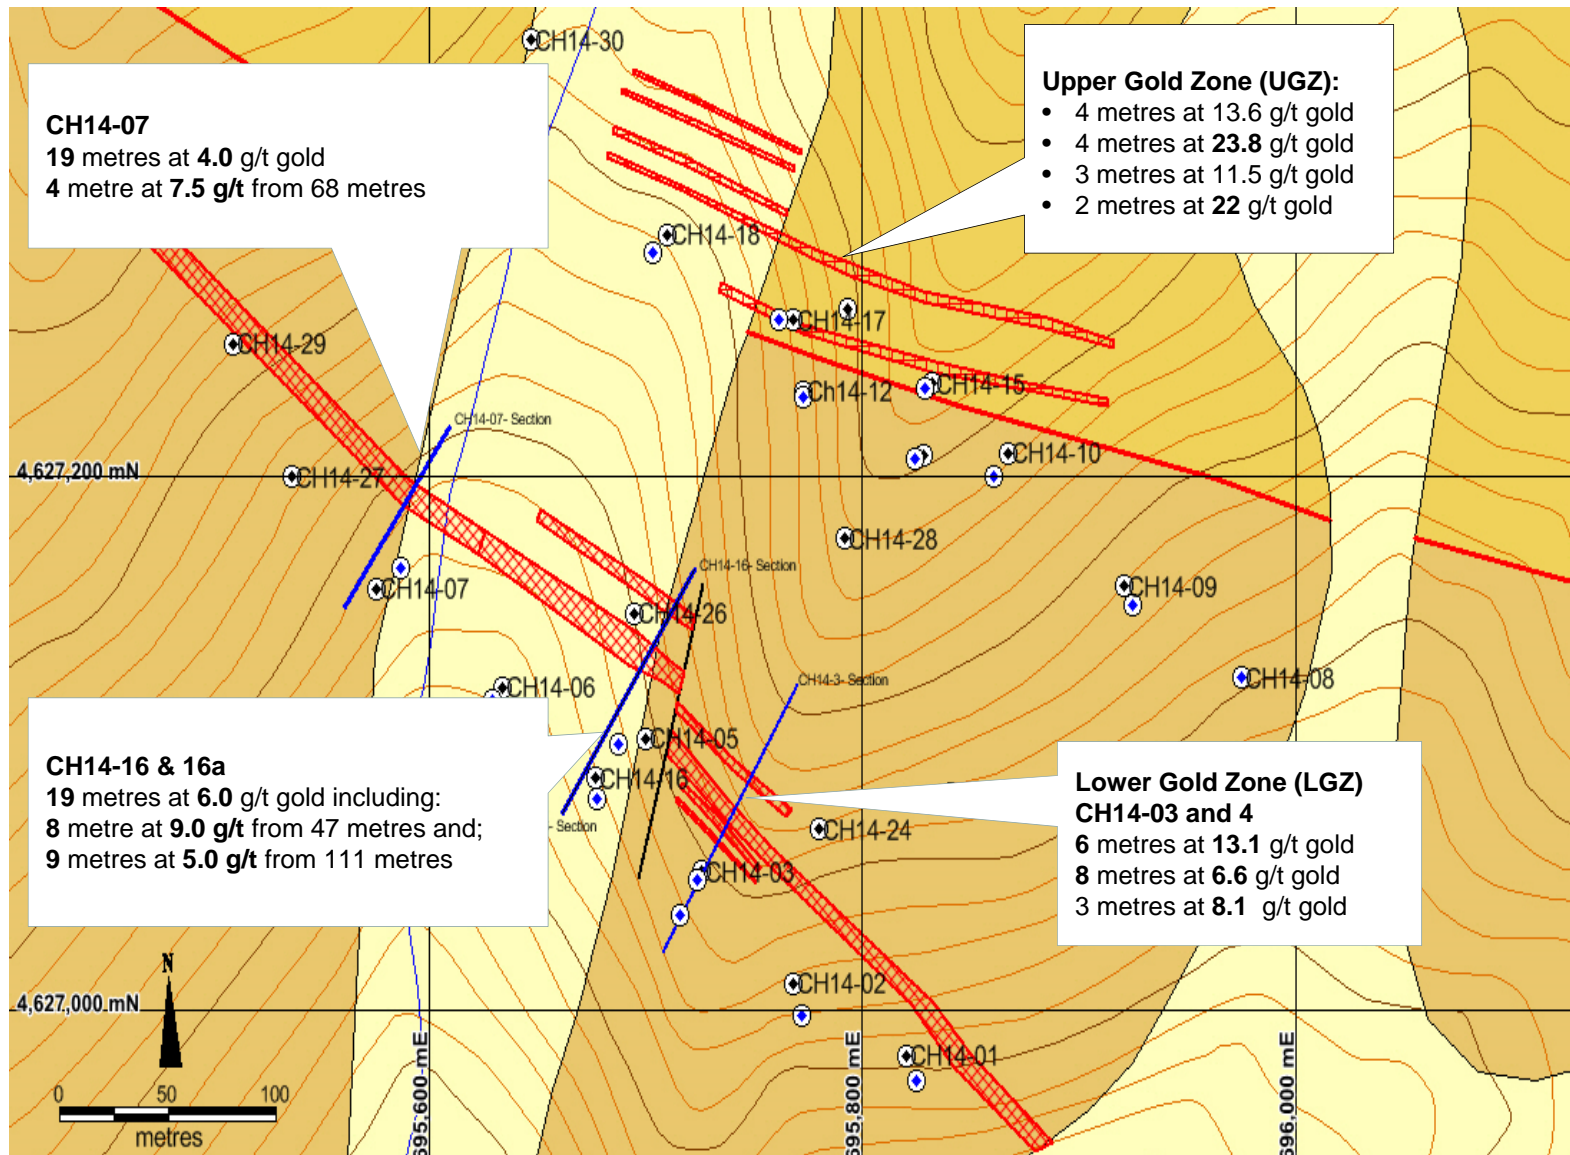 CH14-30
CH14-07
19 metres at 4.0 g/t gold
4 metre at 7.5 g/t from 68 metres
Upper Gold Zone (UGZ):
• 4 metres at 13.6 g/t gold
• 4 metres at 23.8 g/t gold
• 3 metres at 11.5 g/t gold
• 2 metres at 22 g/t gold
CH14-18
CH14-17
CH14-29
Ch14-12
CH14-15
CH14-07- Section
4,627,200 mN
CH14-27
CH14-10
CH14-28
CH14-16- Section
CH14-07
CH14-09
CH14-26
CH14-3- Section
CH14-08
CH14-06
CH14-05
CH14-16
CH14-16 & 16a
19 metres at 6.0 g/t gold including:
8 metre at 9.0 g/t from 47 metres and;
9 metres at 5.0 g/t from 111 metres
- Section
Lower Gold Zone (LGZ)
CH14-03 and 4
6 metres at 13.1 g/t gold
8 metres at 6.6 g/t gold
3 metres at 8.1 g/t gold
CH14-24
CH14-03
N
CH14-02
4,627,000 mN
CH14-01
695,600 mE
695,800 mE
696,000 mE
0 50 100
metres